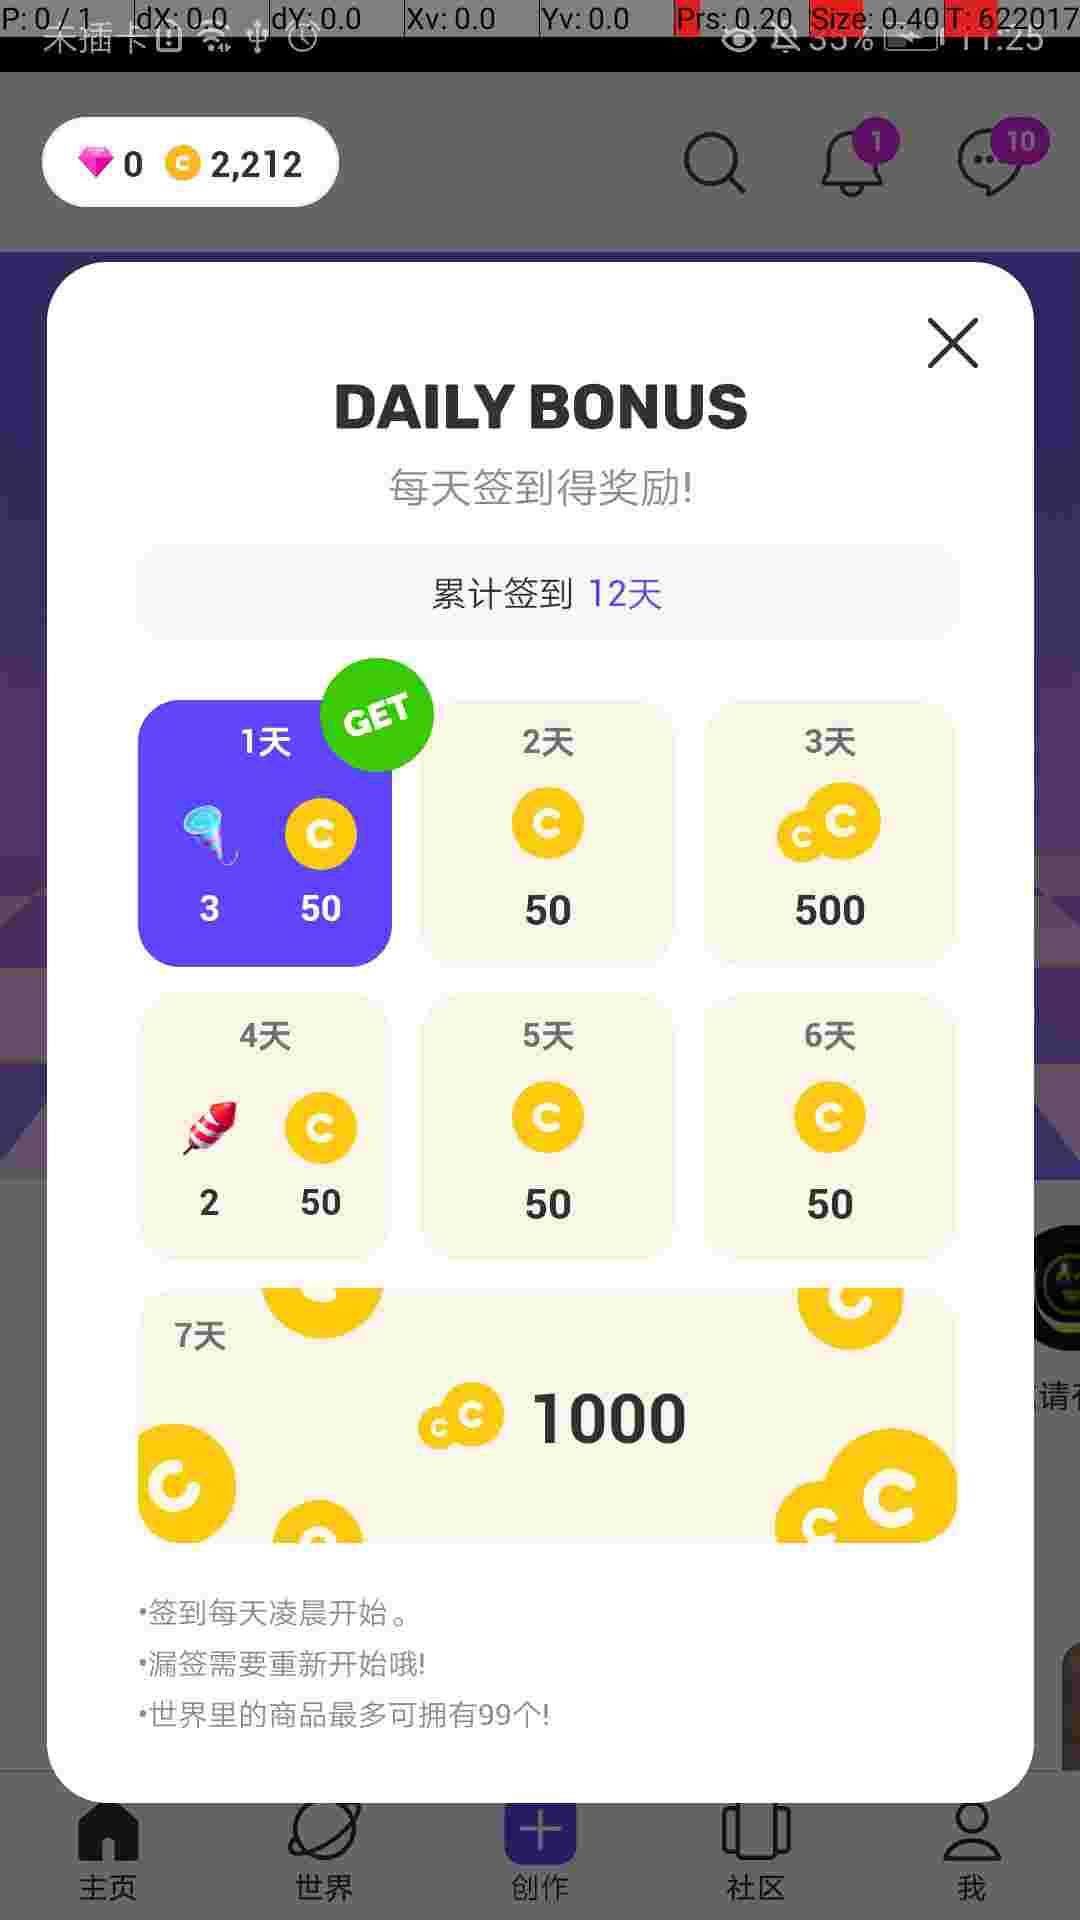 P: 0 / 1 dX: 0.0 dY: 0.0 Xv: 0.0 Yv: 0.0 Prs: 0.20 Size: 0.40 T: 622017
未插卡 35% 11:25
0 C 2,212 1 10
DAILY BONUS
每天签到得奖励!
累计签到 12天
GET
1天 2天 3天
C C C C
3 50 50 500
4天 5天 6天
C C C
2 50 50 50
7天
C C 1000
•签到每天凌晨开始。
•漏签需要重新开始哦!
•世界里的商品最多可拥有99个!
主页 世界 创作 社区 我